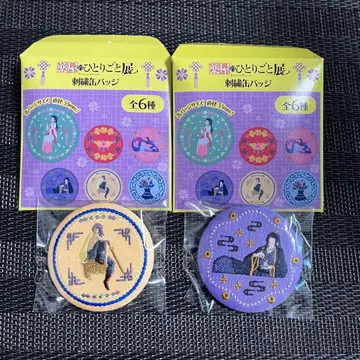 薬屋のひとりごと展
刺繍缶バッジ
全6種
薬屋のひとりごと展
刺繍缶バッジ
全6種